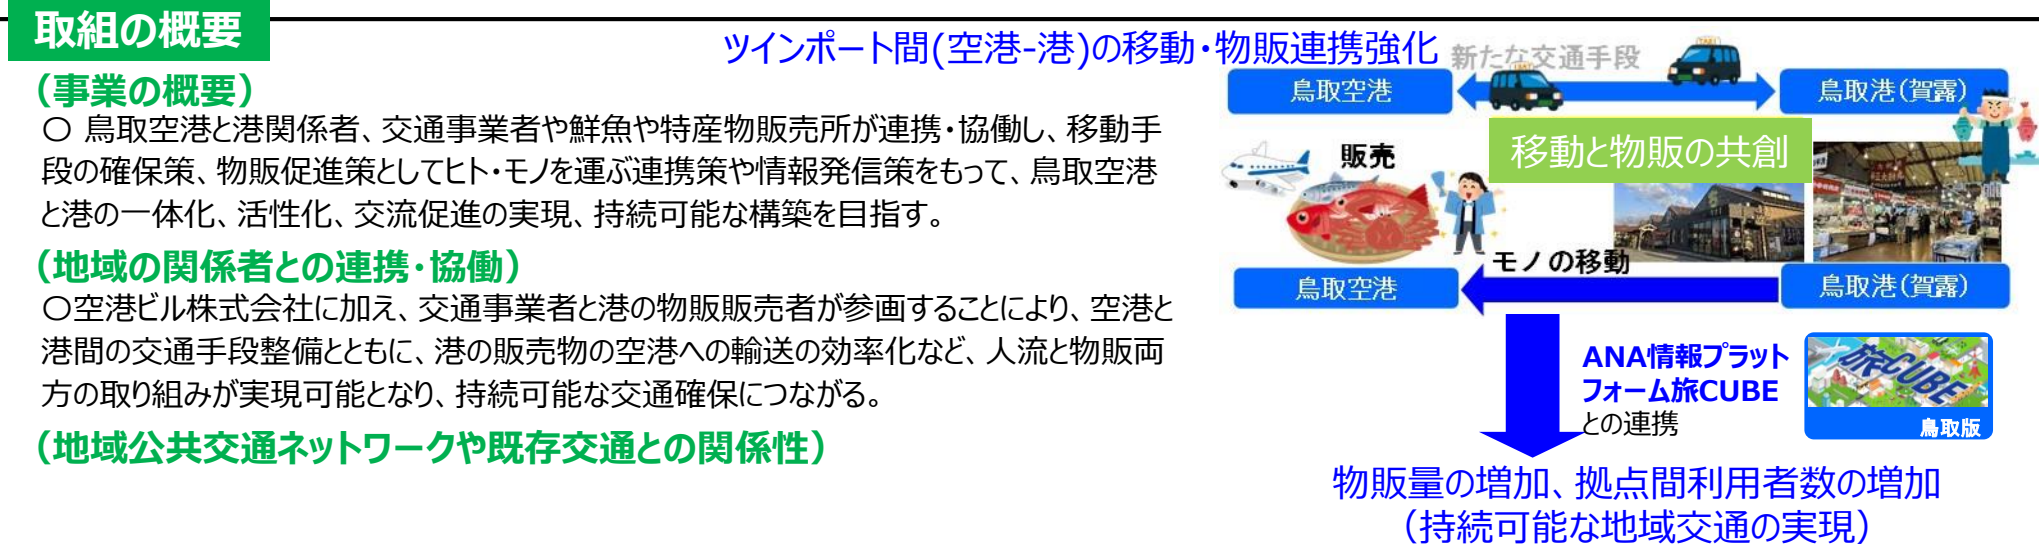 取組の概要
（事業の概要）
〇 鳥取空港と港関係者、交通事業者や鮮魚や特産物販売所が連携・協働し、移動手
段の確保策、物販促進策としてヒト・モノを運ぶ連携策や情報発信策をもって、鳥取空港
と港の一体化、活性化、交流促進の実現、持続可能な構築を目指す。
（地域の関係者との連携・協働）
〇空港ビル株式会社に加え、交通事業者と港の物販販売者が参画することにより、空港と
港間の交通手段整備とともに、港の販売物の空港への輸送の効率化など、人流と物販両
方の取り組みが実現可能となり、持続可能な交通確保につながる。
（地域公共交通ネットワークや既存交通との関係性）
ツインポート間(空港-港)の移動・物販連携強化
新たな交通手段
TAXI
鳥取空港
鳥取港（賀露）
移動と物販の共創
販売
モノの移動
鳥取空港
鳥取港（賀露）
ANA情報プラット
フォーム旅CUBE
との連携
旅CUBE
鳥取版
物販量の増加、拠点間利用者数の増加
（持続可能な地域交通の実現）